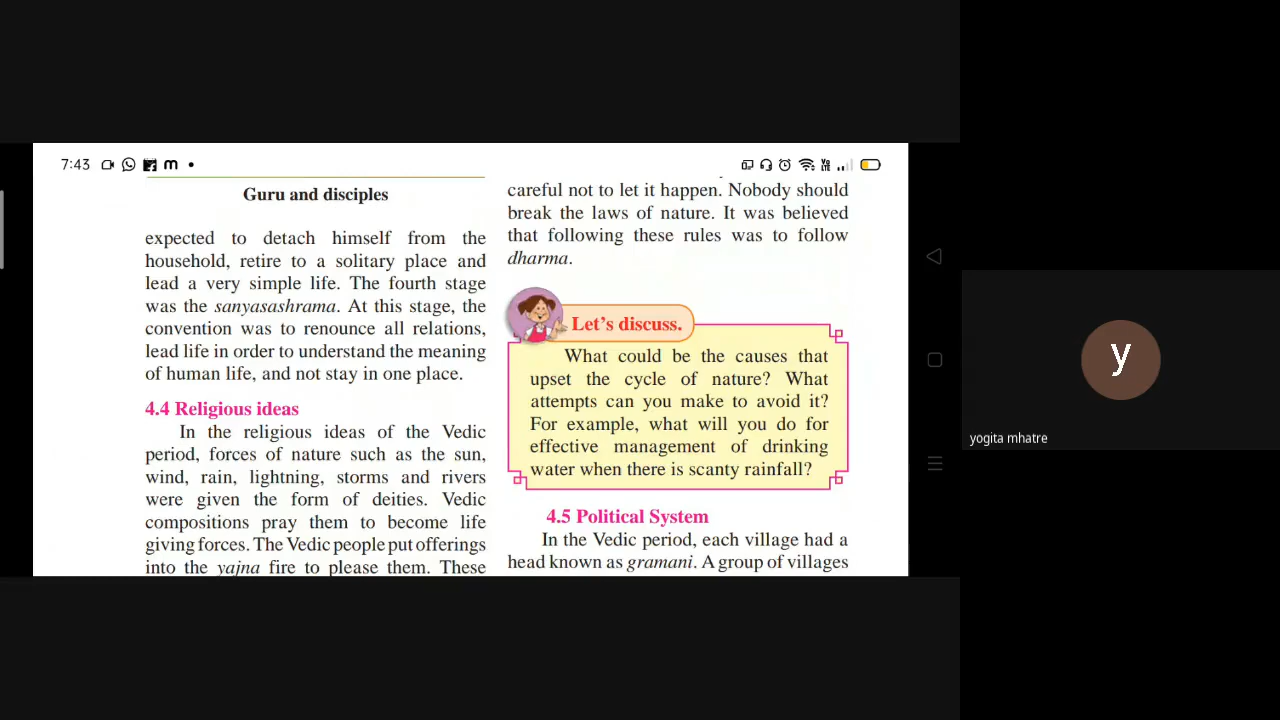 7:43
Guru and disciples
expected to detach himself from the
household, retire to a solitary place and
lead a very simple life. The fourth stage
was the sanyasashrama. At this stage, the
convention was to renounce all relations,
lead life in order to understand the meaning
of human life, and not stay in one place.
4.4 Religious ideas
In the religious ideas of the Vedic
period, forces of nature such as the sun,
wind, rain, lightning, storms and rivers
were given the form of deities. Vedic
compositions pray them to become life
giving forces. The Vedic people put offerings
into the yajna fire to please them. These
careful not to let it happen. Nobody should
break the laws of nature. It was believed
that following these rules was to follow
dharma.
Let's discuss.
What could be the causes that
upset the cycle of nature? What
attempts can you make to avoid it?
For example, what will you do for
effective management of drinking
water when there is scanty rainfall?
4.5 Political System
In the Vedic period, each village had a
head known as gramani. A group of villages
y
yogita mhatre